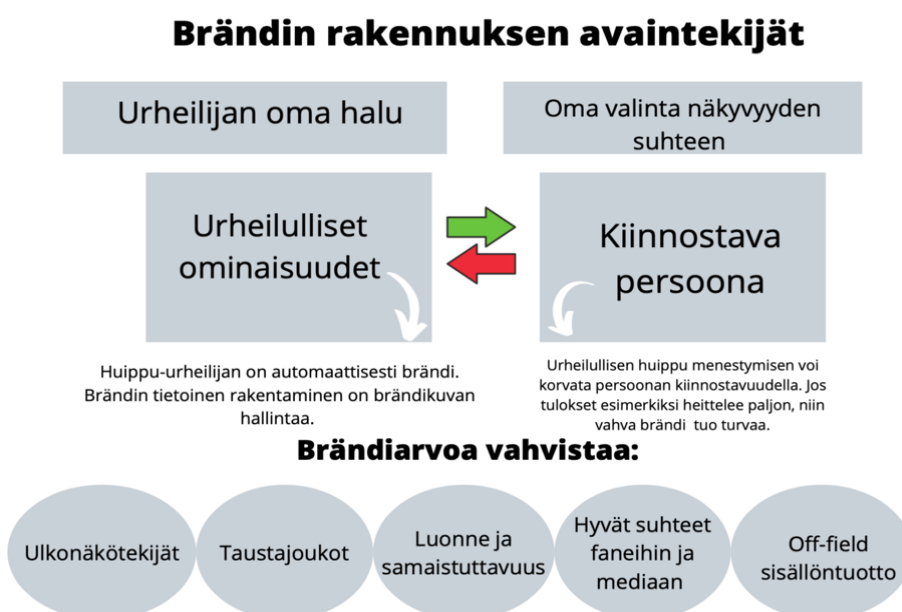 Brändin rakennuksen avaintekijät
Urheilijan oma halu
Oma valinta näkyvyyden
suhteen
Urheilulliset
ominaisuudet
Kiinnostava
persoona
Huippu-urheilijan on automaattisesti brändi.
Brändin tietoinen rakentaminen on brändikuvan
hallintaa.
Urheilullisen huippu menestymisen voi
korvata persoonan kiinnostavuudella. Jos
tulokset esimerkiksi heittelee paljon, niin
vahva brändi tuo turvaa.
Brändiarvoa vahvistaa:
Ulkonäkötekijät
Taustajoukot
Luonne ja
samaistuttavuus
Hyvät suhteet
faneihin ja
mediaan
Off-field
sisällöntuotto